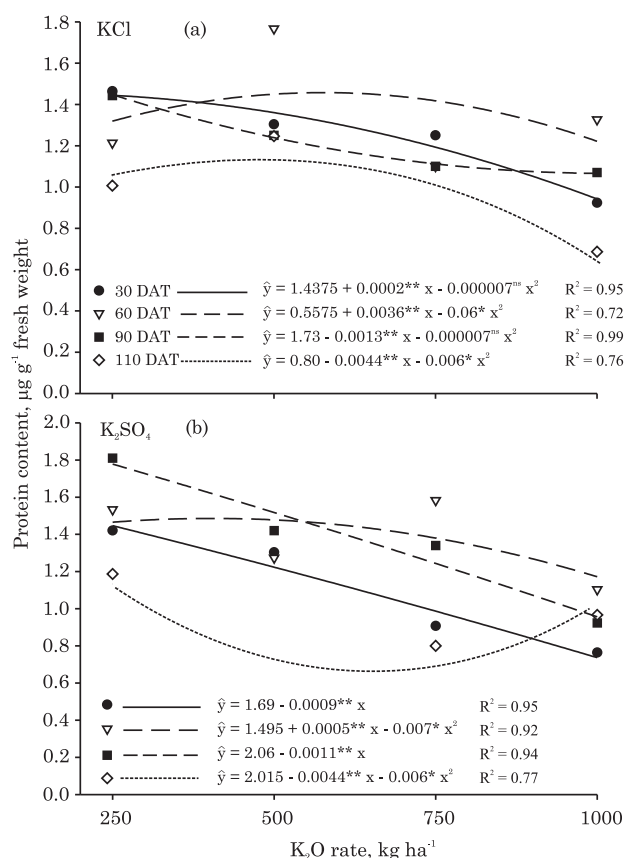 Protein content, µg g⁻¹ fresh weight
1.8
KCl (a)
1.6
1.4
1.2
1.0
0.8
0.6
0.4
0.2
0.0
30 DAT ŷ = 1.4375 + 0.0002** x - 0.000007ⁿˢ x² R² = 0.95
60 DAT ŷ = 0.5575 + 0.0036** x - 0.06* x² R² = 0.72
90 DAT ŷ = 1.73 - 0.0013** x - 0.000007ⁿˢ x² R² = 0.99
110 DAT ŷ = 0.80 - 0.0044** x - 0.006* x² R² = 0.76
2.0
K₂SO₄ (b)
1.8
1.6
1.4
1.2
1.0
0.8
0.6
0.4
0.2
0.0
ŷ = 1.69 - 0.0009** x R² = 0.95
ŷ = 1.495 + 0.0005** x - 0.007* x² R² = 0.92
ŷ = 2.06 - 0.0011** x R² = 0.94
ŷ = 2.015 - 0.0044** x - 0.006* x² R² = 0.77
250 500 750 1000
K₂O rate, kg ha⁻¹